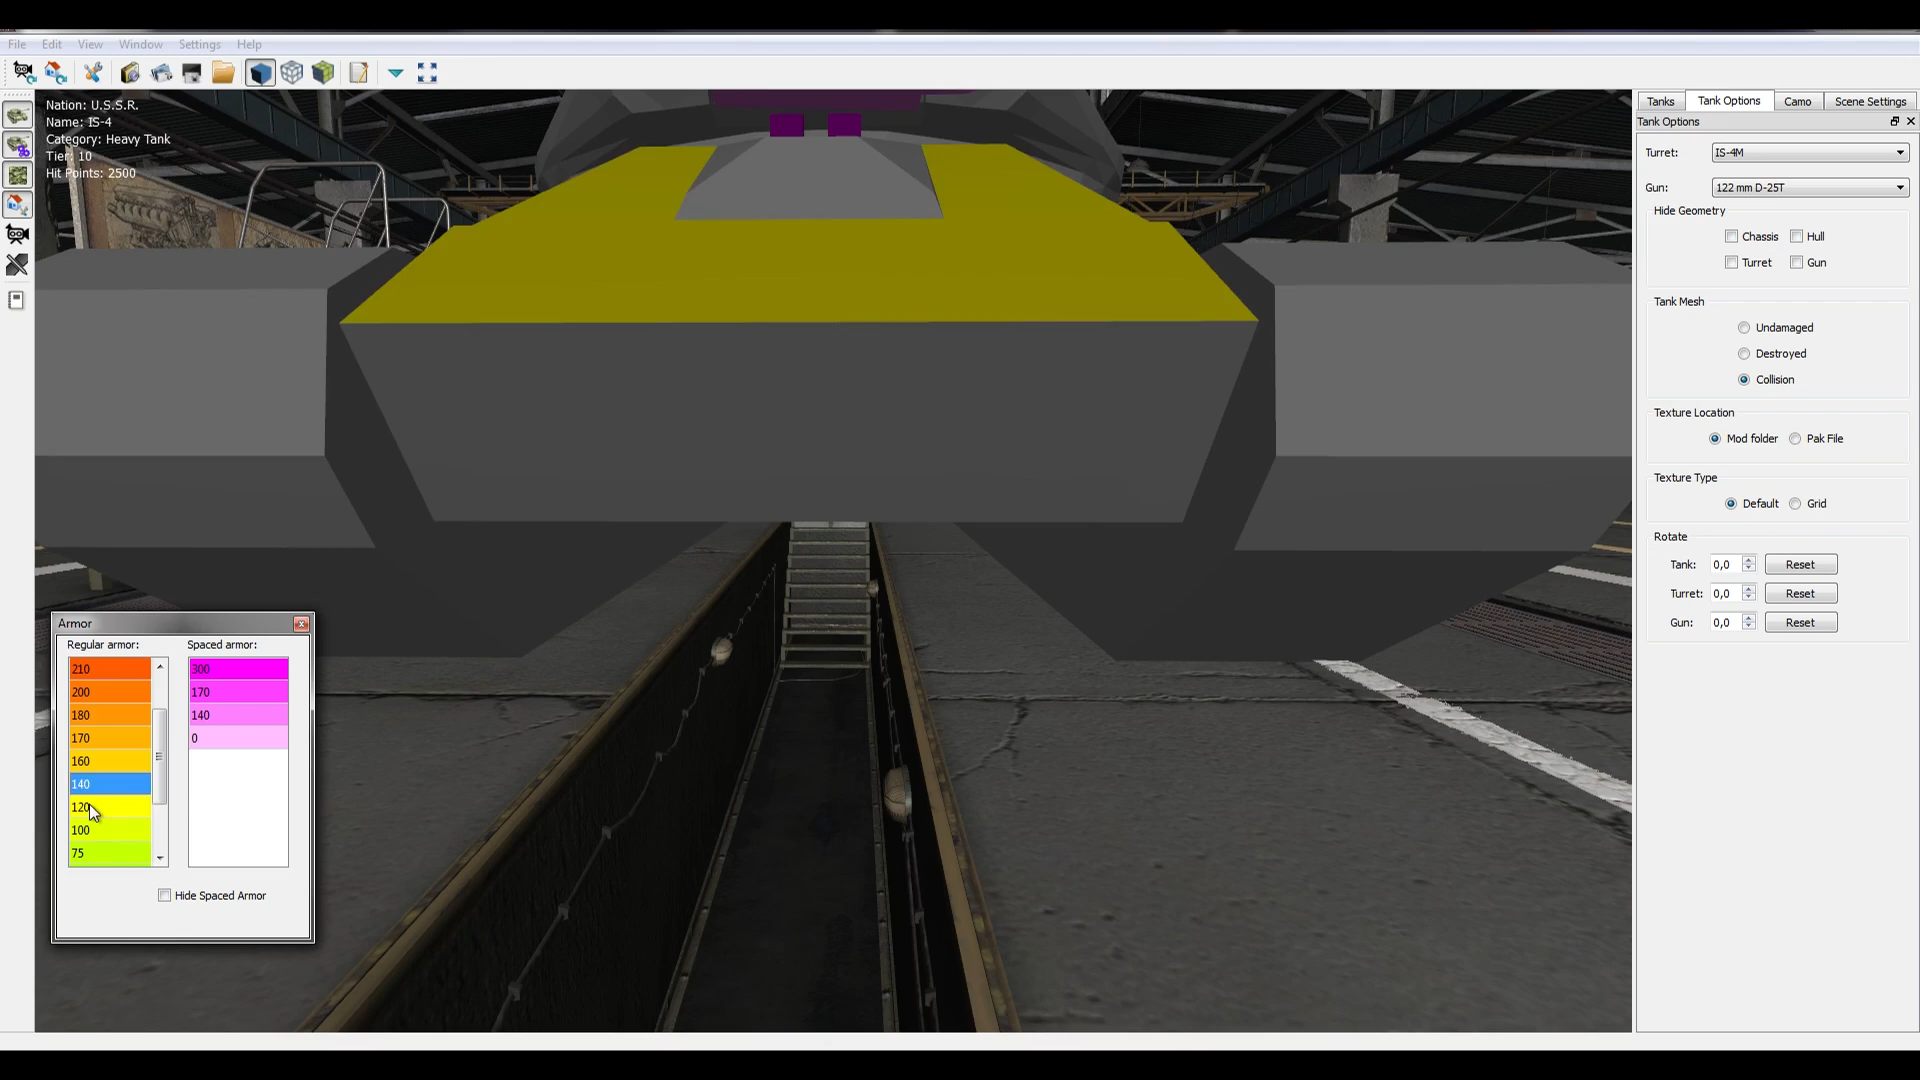 File Edit View Window Settings Help
Nation: U.S.S.R.
Name: IS-4
Category: Heavy Tank
Tier: 10
Hit Points: 2500
Tanks Tank Options Camo Scene Settings
Tank Options
Turret: IS-4M
Gun: 122 mm D-25T
Hide Geometry
Chassis Hull
Turret Gun
Tank Mesh
Undamaged
Destroyed
Collision
Texture Location
Mod folder Pak File
Texture Type
Default Grid
Rotate
Tank: 0,0 Reset
Turret: 0,0 Reset
Gun: 0,0 Reset
Armor
Regular armor: Spaced armor:
210 300
200 170
180 140
170 0
160
140
120
100
75
Hide Spaced Armor